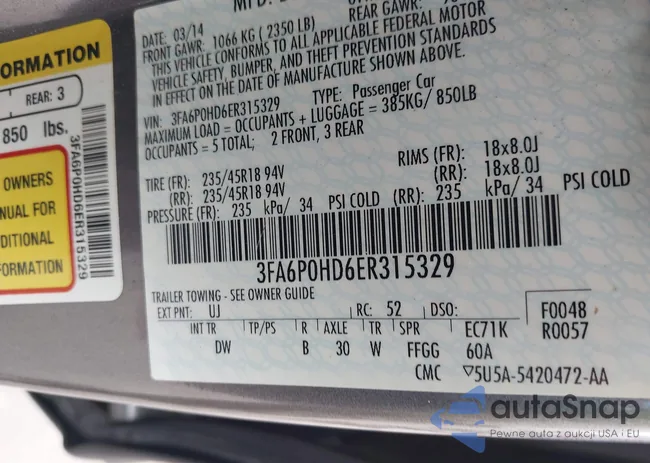 MFD.
REAR GAWR:
DATE: 03/14
FRONT GAWR: 1066 KG ( 2350 LB)
THIS VEHICLE CONFORMS TO ALL APPLICABLE FEDERAL MOTOR
VEHICLE SAFETY, BUMPER, AND THEFT PREVENTION STANDARDS
IN EFFECT ON THE DATE OF MANUFACTURE SHOWN ABOVE.
VIN: 3FA6P0HD6ER315329 TYPE: Passenger Car
MAXIMUM LOAD = OCCUPANTS + LUGGAGE = 385KG/ 850LB
OCCUPANTS = 5 TOTAL; 2 FRONT, 3 REAR
TIRE (FR): 235/45R18 94V RIMS (FR): 18x8.0J
(RR): 235/45R18 94V (RR): 18x8.0J
PRESSURE (FR): 235 kPa/ 34 PSI COLD (RR): 235 kPa/ 34 PSI COLD
3FA6P0HD6ER315329
TRAILER TOWING - SEE OWNER GUIDE
EXT PNT: UJ RC: 52 DSO: F0048
INT TR TP/PS R AXLE TR SPR EC71K R0057
DW B 30 W FFGG 60A
CMC ▽5U5A-5420472-AA
ORMATION
REAR: 3
850 lbs.
OWNERS
NUAL FOR
DITIONAL
FORMATION
3FA6P0HD6ER315329
autaSnap
Pewne auta z aukcji USA i EU